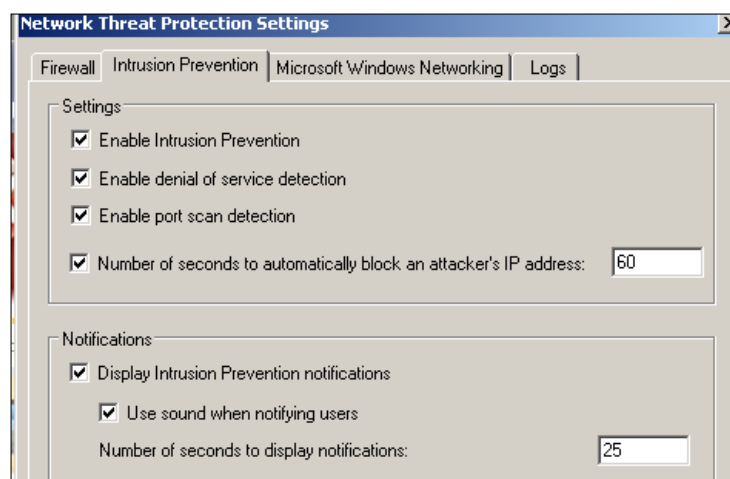 Network Threat Protection Settings
Firewall
Intrusion Prevention
Microsoft Windows Networking
Logs
Settings
Enable Intrusion Prevention
Enable denial of service detection
Enable port scan detection
Number of seconds to automatically block an attacker's IP address: 60
Notifications
Display Intrusion Prevention notifications
Use sound when notifying users
Number of seconds to display notifications: 25